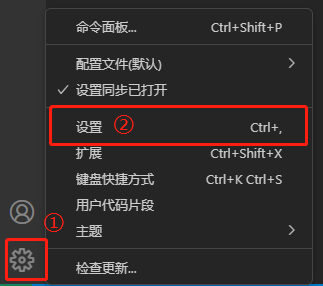 命令面板... Ctrl+Shift+P
配置文件(默认)
设置同步已打开
设置 ② Ctrl+,
扩展 Ctrl+Shift+X
键盘快捷方式 Ctrl+K Ctrl+S
用户代码片段
① 主题
检查更新...